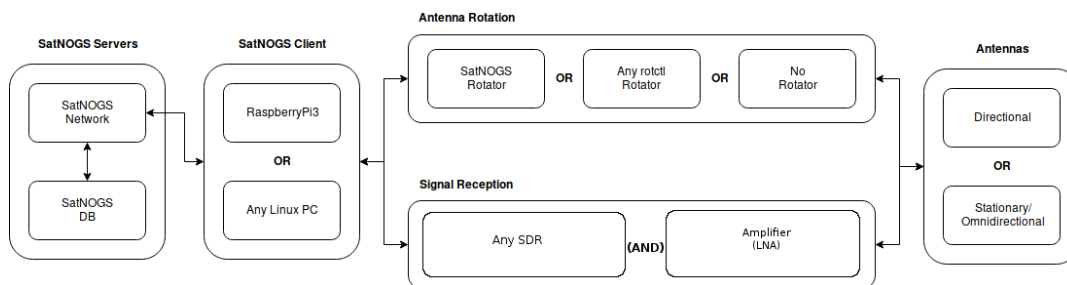 SatNOGS Servers
SatNOGS
Network
SatNOGS
DB
SatNOGS Client
RaspberryPi3
OR
Any Linux PC
Antenna Rotation
SatNOGS
Rotator
OR
Any rotctl
Rotator
OR
No
Rotator
Signal Reception
Any SDR
(AND)
Amplifier
(LNA)
Antennas
Directional
OR
Stationary/
Omnidirectional